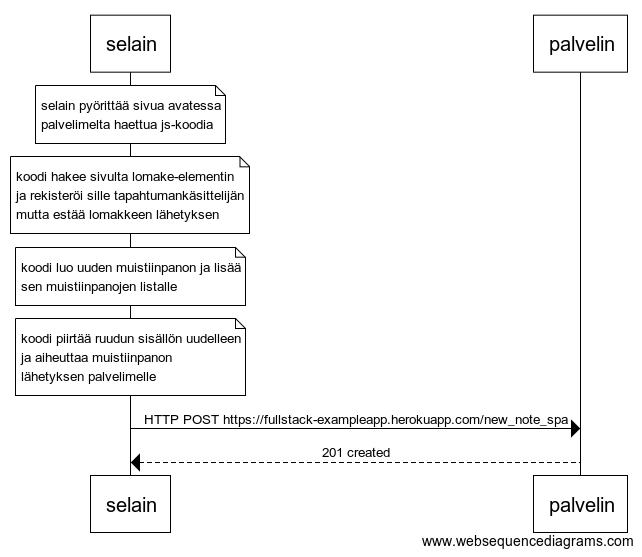 selain
palvelin
selain pyörittää sivua avatessa
palvelimelta haettua js-koodia
koodi hakee sivulta lomake-elementin
ja rekisteröi sille tapahtumankäsittelijän
mutta estää lomakkeen lähetyksen
koodi luo uuden muistiinpanon ja lisää
sen muistiinpanojen listalle
koodi piirtää ruudun sisällön uudelleen
ja aiheuttaa muistiinpanon
lähetyksen palvelimelle
HTTP POST https://fullstack-exampleapp.herokuapp.com/new_note_spa
201 created
selain
palvelin
www.websequencediagrams.com